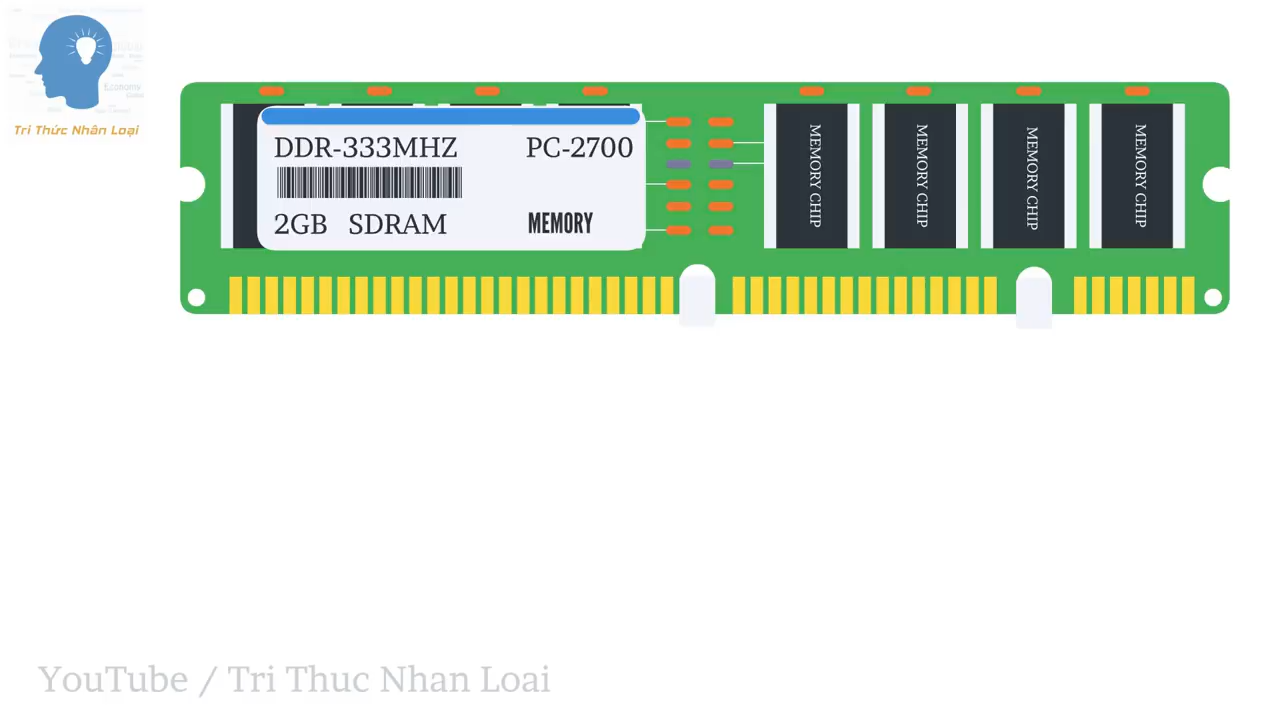 Tri Thức Nhân Loại
DDR-333MHZ PC-2700
2GB SDRAM MEMORY
MEMORY CHIP
MEMORY CHIP
MEMORY CHIP
MEMORY CHIP
YouTube / Tri Thuc Nhan Loai